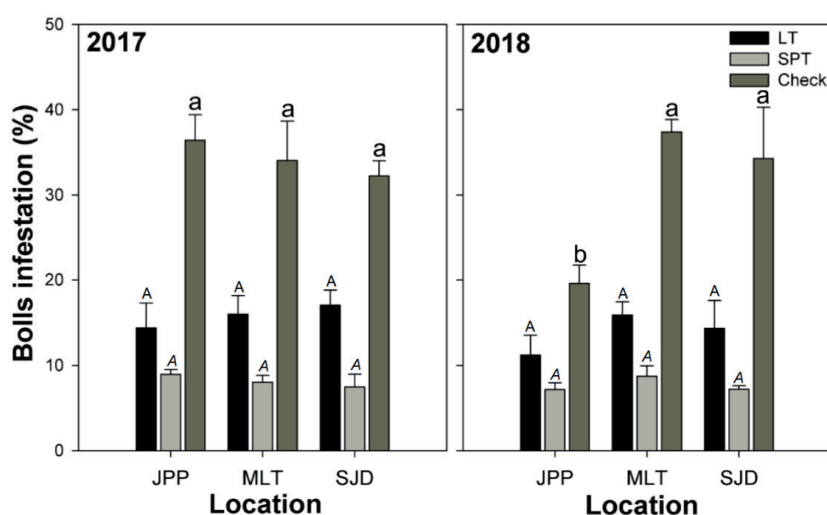 Bolls infestation (%)
50
40
30
20
10
0
2017
A
A
a
A
A
a
A
A
a
JPP MLT SJD
Location
2018
LT
SPT
Check
A
A
b
A
A
a
A
A
a
JPP MLT SJD
Location